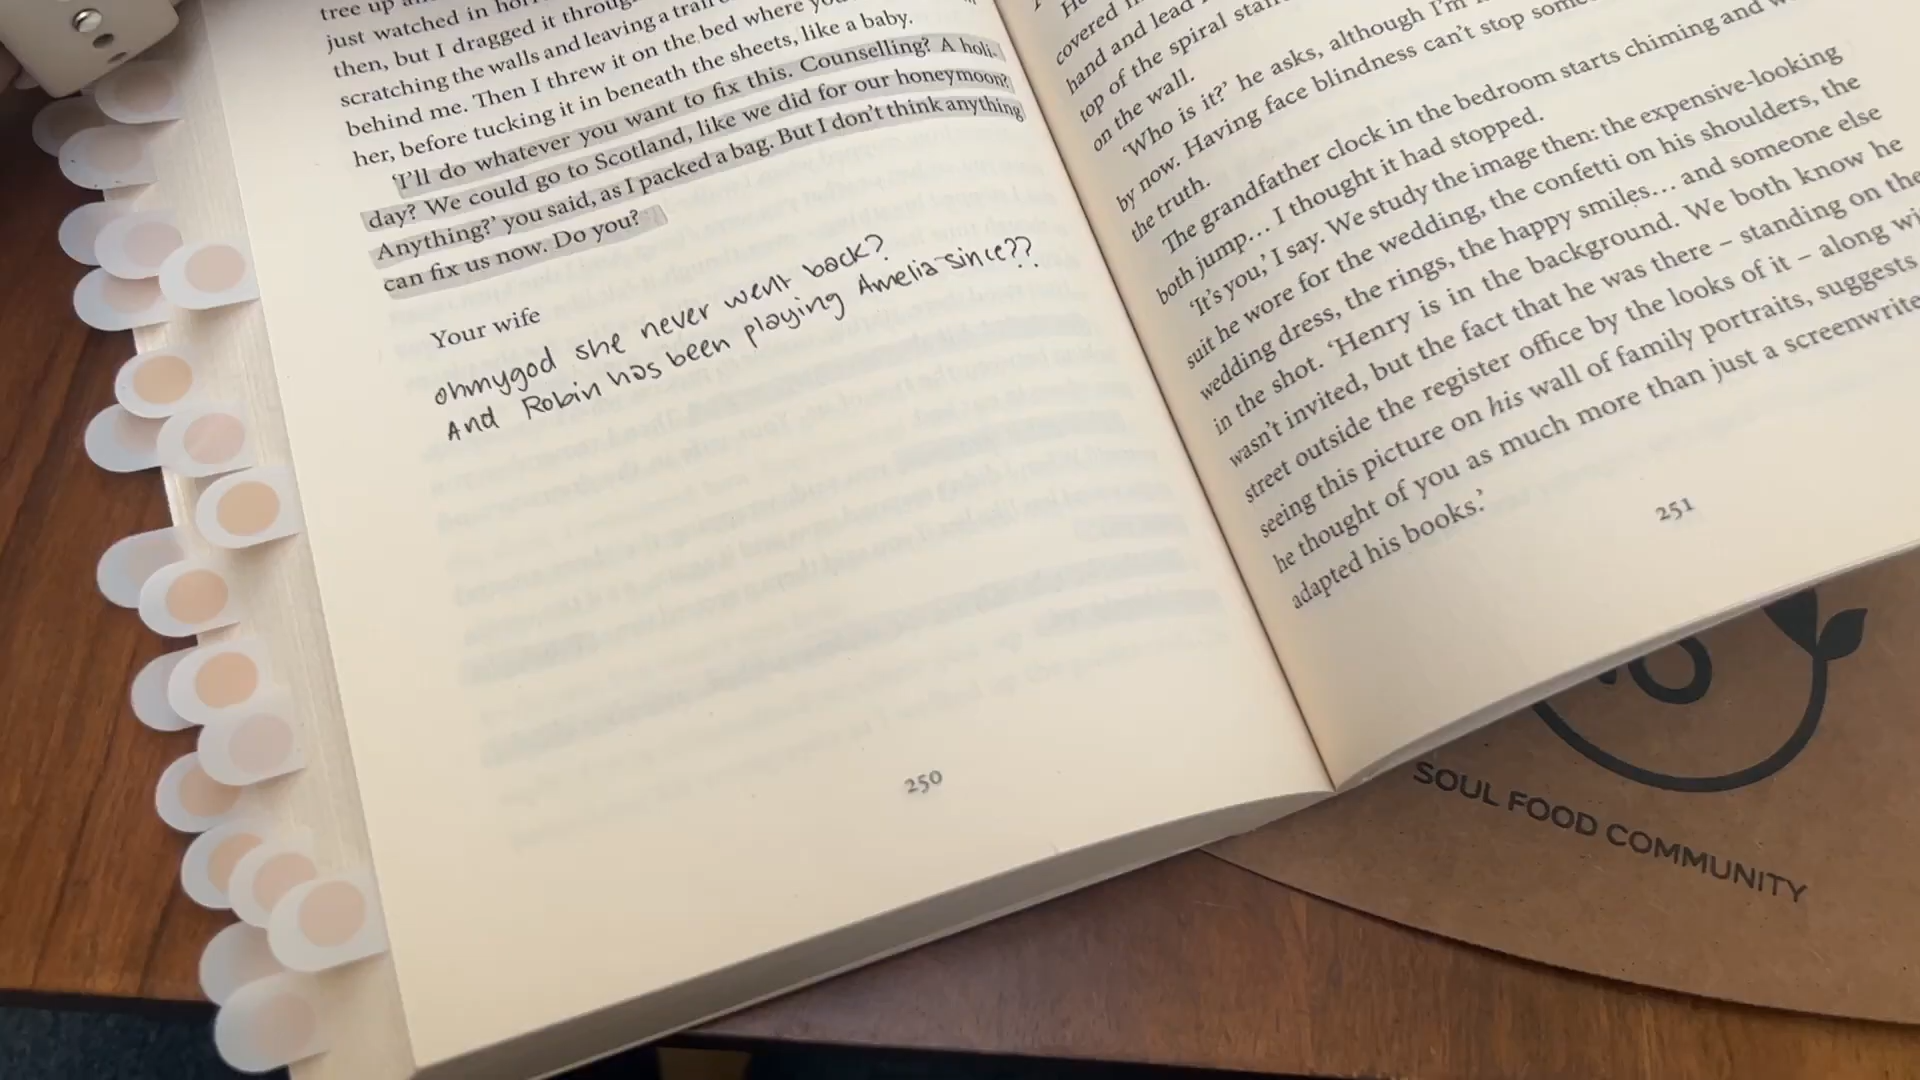 tree up
just watched in
then, but I dragged it
scratching the walls and leaving a trail
behind me. Then I threw it on the bed where
her, before tucking it in beneath the sheets, like a baby.
‘I’ll do whatever you want to fix this. Counselling? A holi-
day? We could go to Scotland, like we did for our honeymoon?
Anything?’ you said, as I packed a bag. But I don’t think anything
can fix us now. Do you?
Your wife
ohmygod she never went back?
And Robin has been playing Amelia since??
250
covered
hand and lead
top of the spiral
on the wall.
‘Who is it?’ he asks, although I’m
by now. Having face blindness can’t stop
the truth.
The grandfather clock in the bedroom starts chiming and
both jump… I thought it had stopped.
‘It’s you,’ I say. We study the image then: the expensive-looking
suit he wore for the wedding, the confetti on his shoulders, the
wedding dress, the rings, the happy smiles… and someone else
in the shot. ‘Henry is in the background. We both know he
wasn’t invited, but the fact that he was there – standing on the
street outside the register office by the looks of it – along
seeing this picture on his wall of family portraits, suggests
he thought of you as much more than just a
adapted his books.’
251
SOUL FOOD COMMUNITY